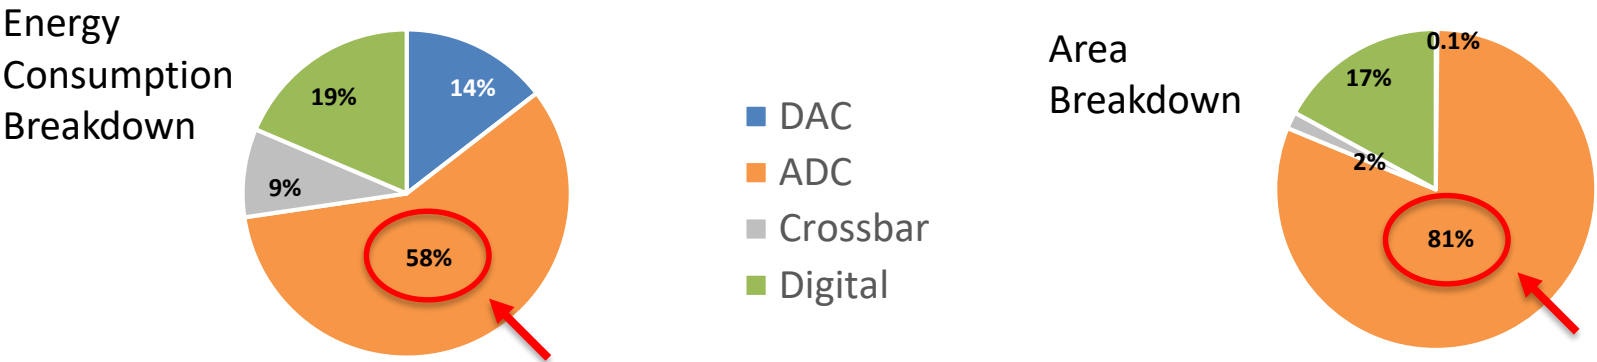 Energy
Consumption
Breakdown
14%
19%
9%
58%
DAC
ADC
Crossbar
Digital
Area
Breakdown
0.1%
17%
2%
81%